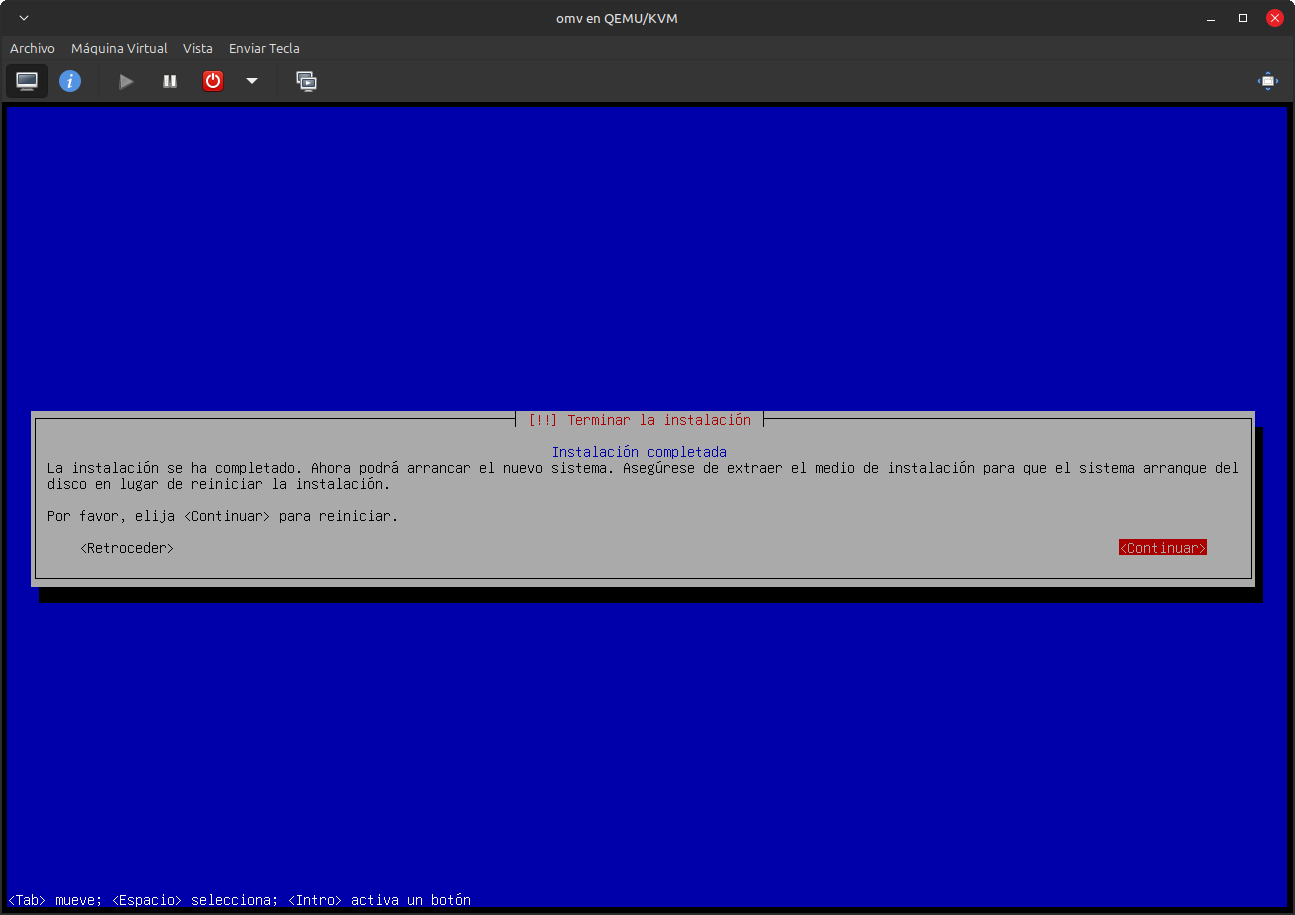 omv en QEMU/KVM
Archivo Máquina Virtual Vista Enviar Tecla
i
[!!] Terminar la instalación
Instalación completada
La instalación se ha completado. Ahora podrá arrancar el nuevo sistema. Asegúrese de extraer el medio de instalación para que el sistema arranque del
disco en lugar de reiniciar la instalación.
Por favor, elija <Continuar> para reiniciar.
<Retroceder> <Continuar>
<Tab> mueve; <Espacio> selecciona; <Intro> activa un botón